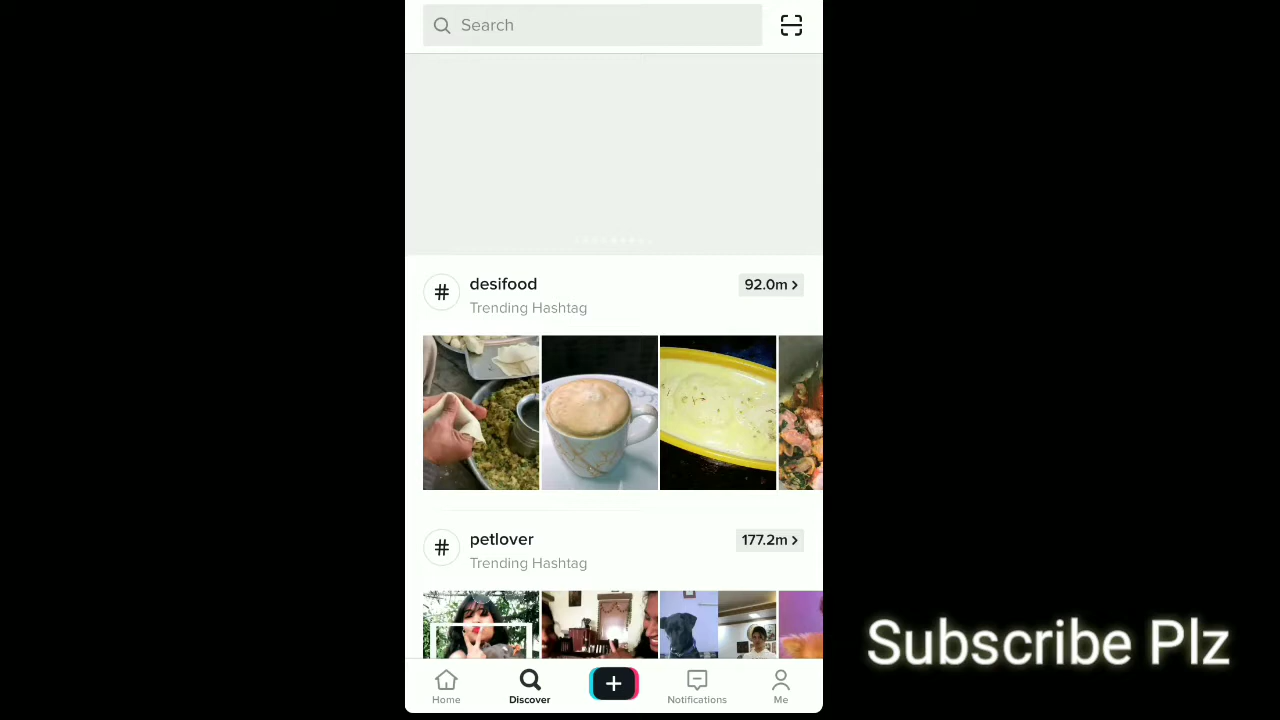 Search
desifood
92.0m >
Trending Hashtag
petlover
177.2m >
Trending Hashtag
Subscribe Plz
Home
Discover
Notifications
Me